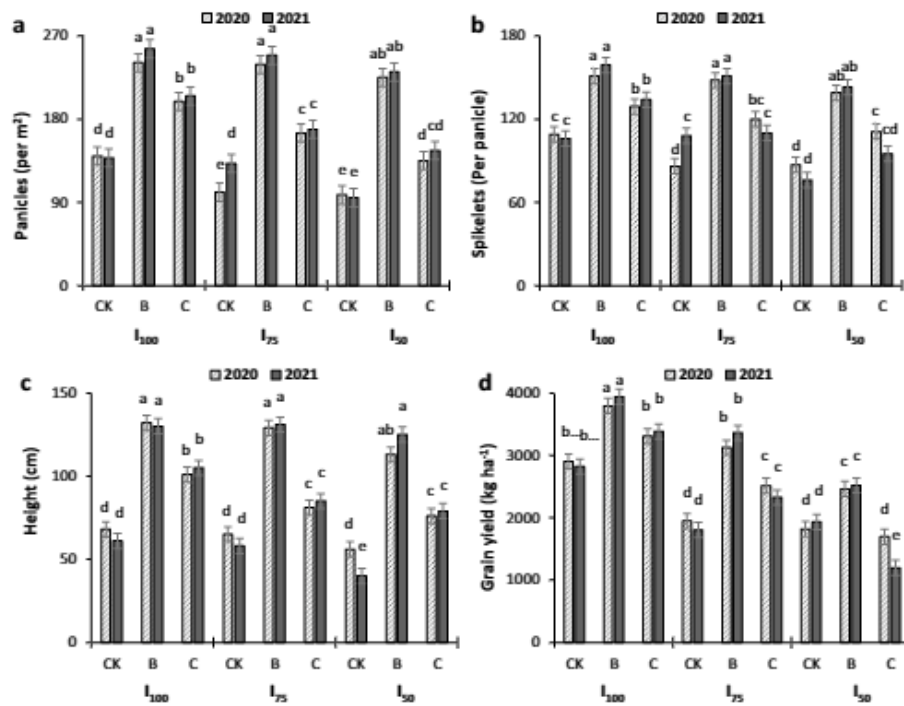 a
2020 2021
270
180
90
0
Panicles (per m²)
d d a a b b e d a a c c e e ab ab d cd
CK B C CK B C CK B C
I₁₀₀ I₇₅ I₅₀
b
2020 2021
180
120
60
0
Spikelets (Per panicle)
c c a a b b d c a a bc c d d ab ab c cd
CK B C CK B C CK B C
I₁₀₀ I₇₅ I₅₀
c
2020 2021
150
100
50
0
Height (cm)
d d a a b b d d a a c c d e ab a c c
CK B C CK B C CK B C
I₁₀₀ I₇₅ I₅₀
d
2020 2021
4000
3000
2000
1000
0
Grain yield (kg ha⁻¹)
b...b... a a b b d d b b c c d d c c d e
CK B C CK B C CK B C
I₁₀₀ I₇₅ I₅₀